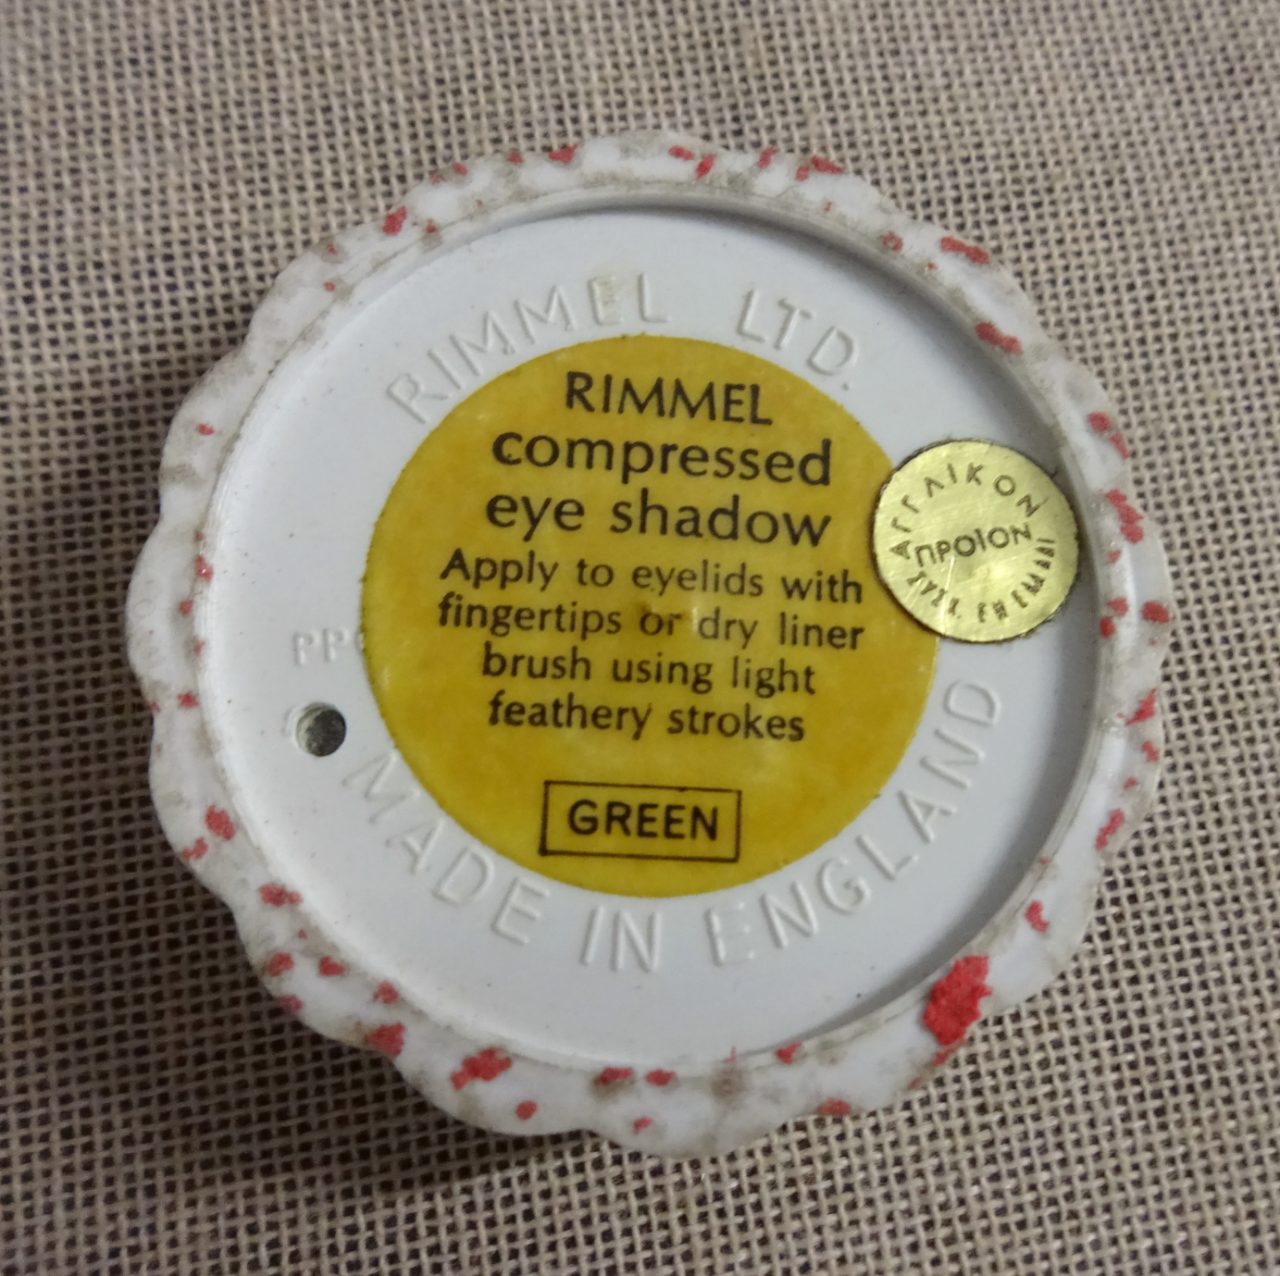 RIMMEL LTD.
RIMMEL
compressed
eye shadow
Apply to eyelids with
fingertips or dry liner
brush using light
feathery strokes
GREEN
ΑΓΓΛΙΚΟΝ
ΠΡΟΪΟΝ
MADE IN ENGLAND